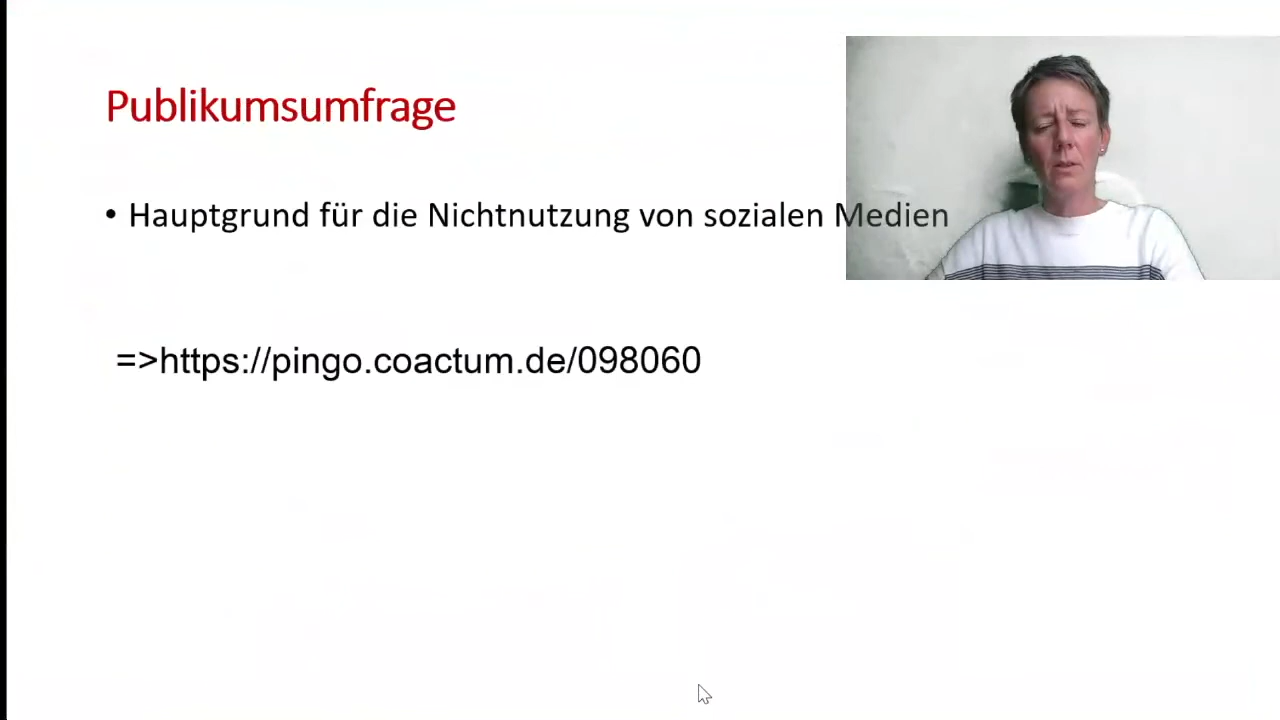 Publikumsumfrage
• Hauptgrund für die Nichtnutzung von sozialen Medien
=>https://pingo.coactum.de/098060